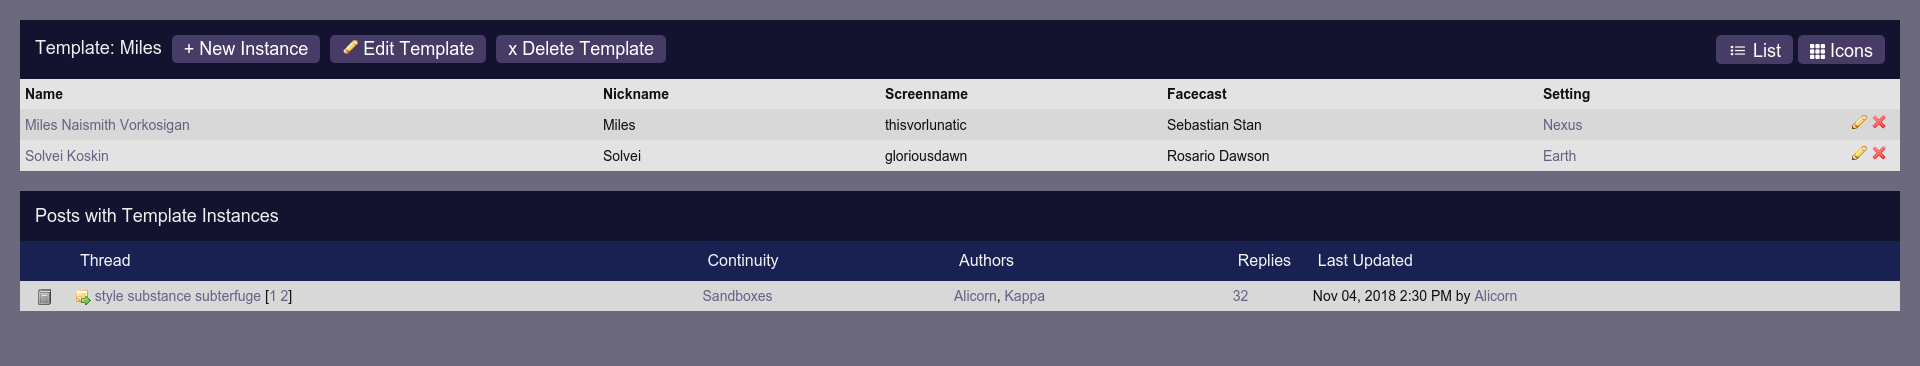 Template: Miles + New Instance Edit Template x Delete Template List Icons
Name Nickname Screenname Facecast Setting
Miles Naismith Vorkosigan Miles thisvorlunatic Sebastian Stan Nexus
Solvei Koskin Solvei gloriousdawn Rosario Dawson Earth
Posts with Template Instances
Thread Continuity Authors Replies Last Updated
style substance subterfuge [1 2] Sandboxes Alicorn, Kappa 32 Nov 04, 2018 2:30 PM by Alicorn